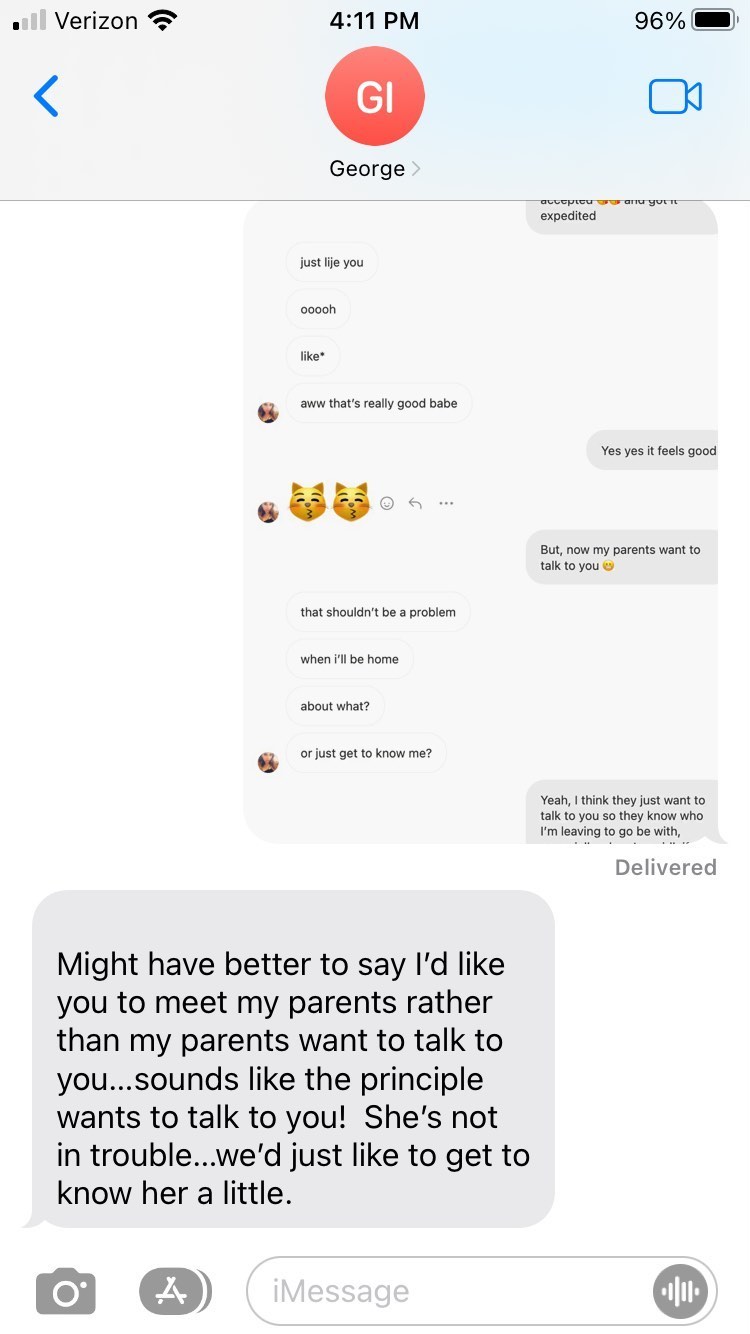 Verizon
4:11 PM
96%
GI
George
accepted 😽😽 and got it
expedited
just lije you
ooooh
like*
aww that's really good babe
Yes yes it feels good
😽😽
But, now my parents want to
talk to you 😁
that shouldn't be a problem
when i'll be home
about what?
or just get to know me?
Yeah, I think they just want to
talk to you so they know who
I'm leaving to go be with,
Delivered
Might have better to say I'd like
you to meet my parents rather
than my parents want to talk to
you...sounds like the principle
wants to talk to you!  She's not
in trouble...we'd just like to get to
know her a little.
iMessage